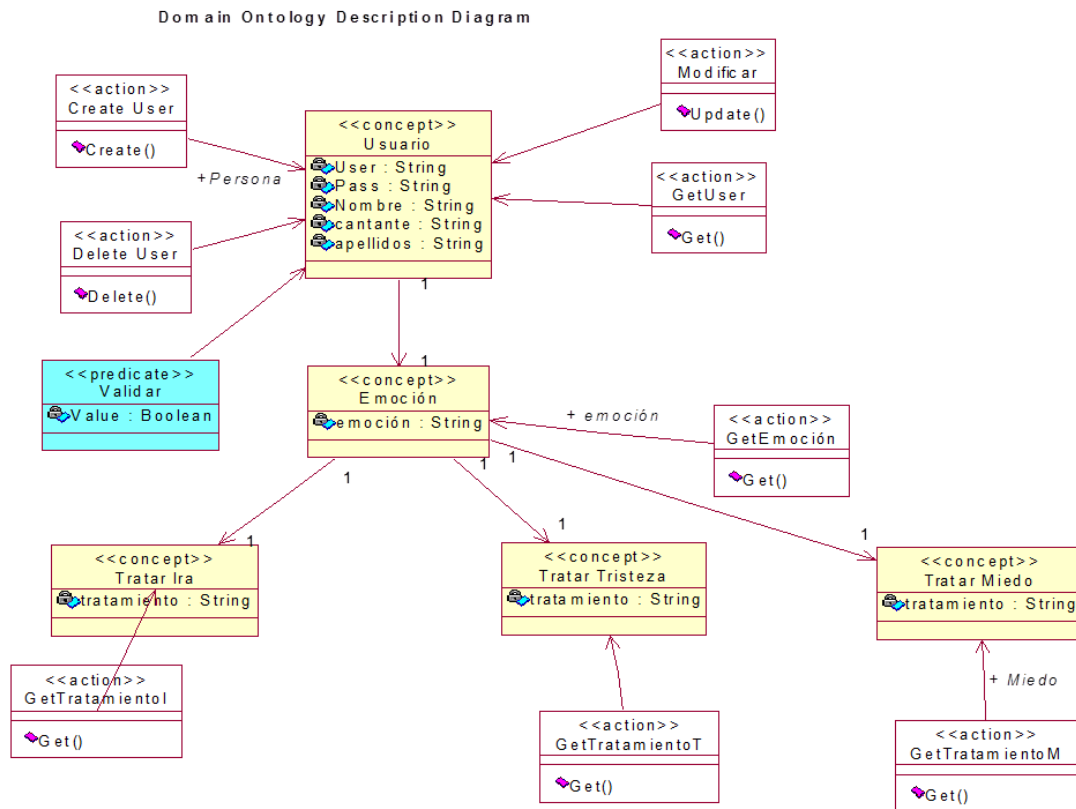 Domain Ontology Description Diagram
<<action>>
Create User
Create()
<<concept>>
Usuario
User : String
Pass : String
Nombre : String
cantante : String
apellidos : String
<<action>>
Modificar
Update()
+Persona
<<action>>
GetUser
Get()
<<action>>
Delete User
Delete()
1
1
<<predicate>>
Validar
Value : Boolean
<<concept>>
Emoción
emoción : String
+ emoción
<<action>>
GetEmoción
Get()
1
1
1
1
1
1
<<concept>>
Tratar Ira
tratamiento : String
<<concept>>
Tratar Tristeza
tratamiento : String
<<concept>>
Tratar Miedo
tratamiento : String
<<action>>
GetTratamientoI
Get()
<<action>>
GetTratamientoT
Get()
+ Miedo
<<action>>
GetTratamientoM
Get()